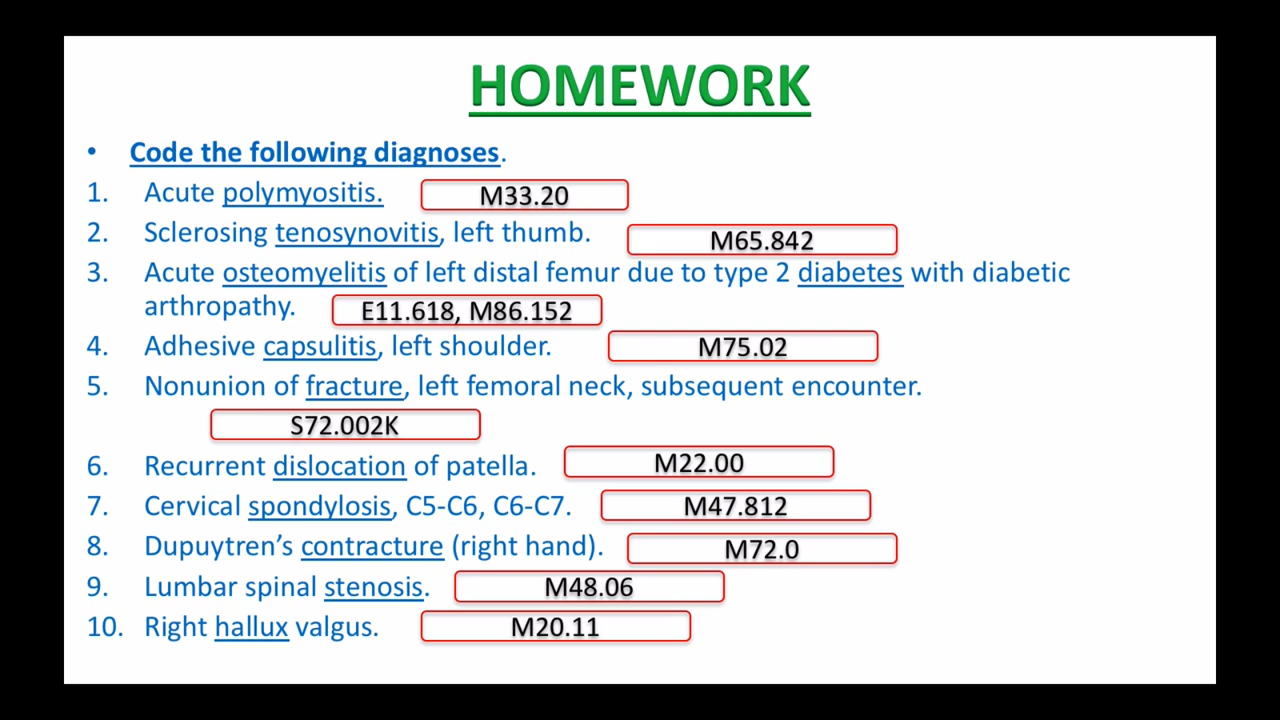 HOMEWORK
• Code the following diagnoses.
1. Acute polymyositis. M33.20
2. Sclerosing tenosynovitis, left thumb. M65.842
3. Acute osteomyelitis of left distal femur due to type 2 diabetes with diabetic
arthropathy. E11.618, M86.152
4. Adhesive capsulitis, left shoulder. M75.02
5. Nonunion of fracture, left femoral neck, subsequent encounter.
S72.002K
6. Recurrent dislocation of patella. M22.00
7. Cervical spondylosis, C5-C6, C6-C7. M47.812
8. Dupuytren’s contracture (right hand). M72.0
9. Lumbar spinal stenosis. M48.06
10. Right hallux valgus. M20.11